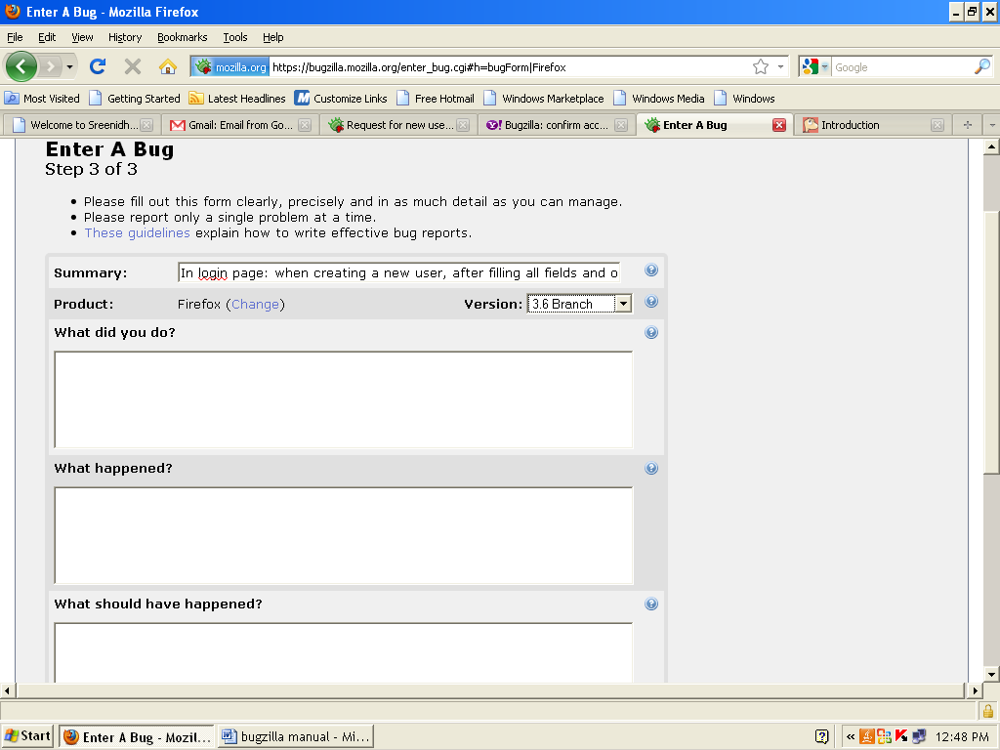 Enter A Bug - Mozilla Firefox
File Edit View History Bookmarks Tools Help
mozilla.org https://bugzilla.mozilla.org/enter_bug.cgi#h=bugForm|Firefox Google
Most Visited Getting Started Latest Headlines Customize Links Free Hotmail Windows Marketplace Windows Media Windows
Welcome to Sreenidh... Gmail: Email from Go... Request for new use... Bugzilla: confirm acc... Enter A Bug Introduction
Enter A Bug
Step 3 of 3
• Please fill out this form clearly, precisely and in as much detail as you can manage.
• Please report only a single problem at a time.
• These guidelines explain how to write effective bug reports.
Summary: In login page: when creating a new user, after filling all fields and o
Product: Firefox (Change) Version: 3.6 Branch
What did you do?
What happened?
What should have happened?
Start Enter A Bug - Mozil... bugzilla manual - Mi... « 12:48 PM